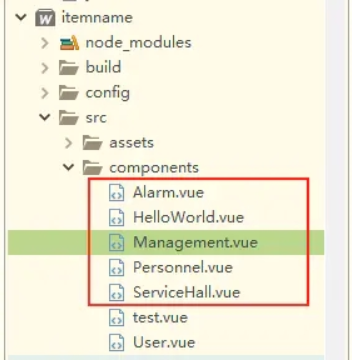 itemname
node_modules
build
config
src
assets
components
Alarm.vue
HelloWorld.vue
Management.vue
Personnel.vue
ServiceHall.vue
test.vue
User.vue